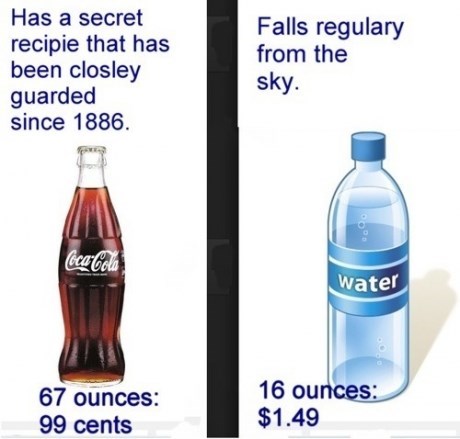 Has a secret
recipie that has
been closley
guarded
since 1886.
Coca-Cola
67 ounces:
99 cents
Falls regulary
from the
sky.
water
16 ounces:
$1.49